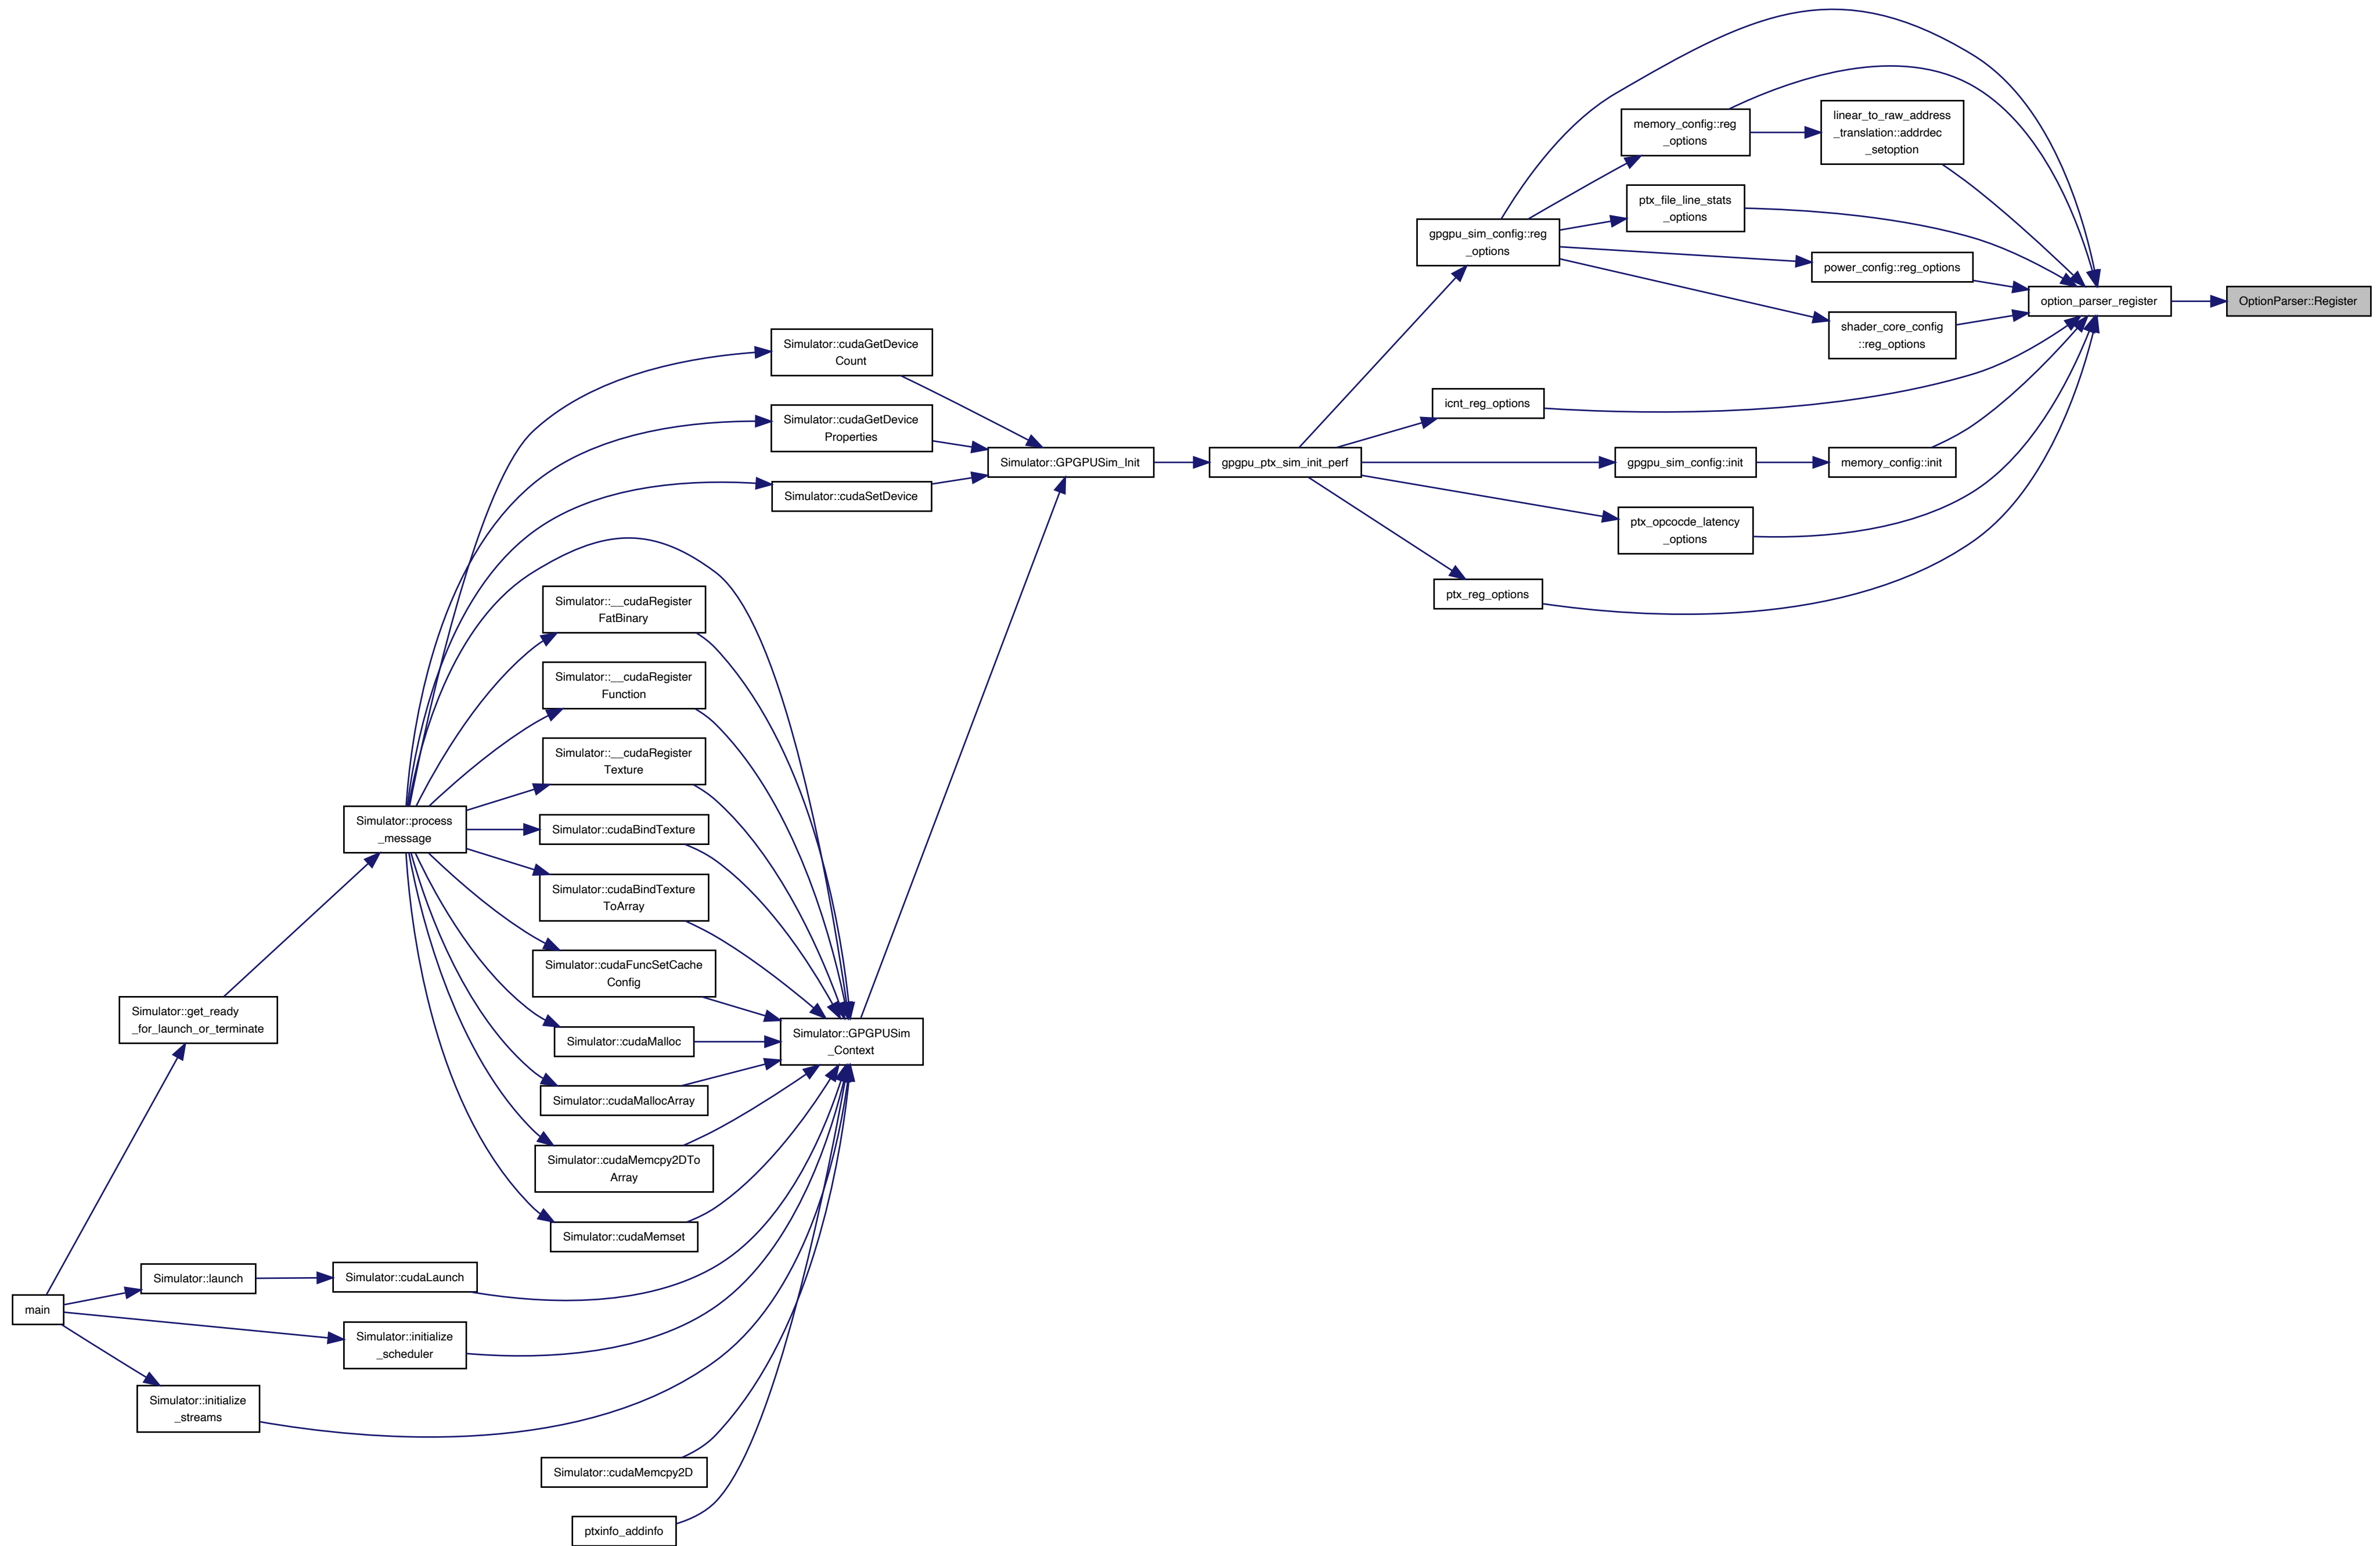 memory_config::reg
_options
linear_to_raw_address
_translation::addrdec
_setoption
ptx_file_line_stats
_options
gpgpu_sim_config::reg
_options
power_config::reg_options
option_parser_register
OptionParser::Register
shader_core_config
::reg_options
Simulator::cudaGetDevice
Count
icnt_reg_options
Simulator::cudaGetDevice
Properties
Simulator::GPGPUSim_Init
gpgpu_ptx_sim_init_perf
gpgpu_sim_config::init
memory_config::init
Simulator::cudaSetDevice
ptx_opcocde_latency
_options
ptx_reg_options
Simulator::__cudaRegister
FatBinary
Simulator::__cudaRegister
Function
Simulator::__cudaRegister
Texture
Simulator::process
_message
Simulator::cudaBindTexture
Simulator::cudaBindTexture
ToArray
Simulator::cudaFuncSetCache
Config
Simulator::get_ready
_for_launch_or_terminate
Simulator::cudaMalloc
Simulator::GPGPUSim
_Context
Simulator::cudaMallocArray
Simulator::cudaMemcpy2DTo
Array
Simulator::cudaMemset
Simulator::launch
Simulator::cudaLaunch
main
Simulator::initialize
_scheduler
Simulator::initialize
_streams
Simulator::cudaMemcpy2D
ptxinfo_addinfo